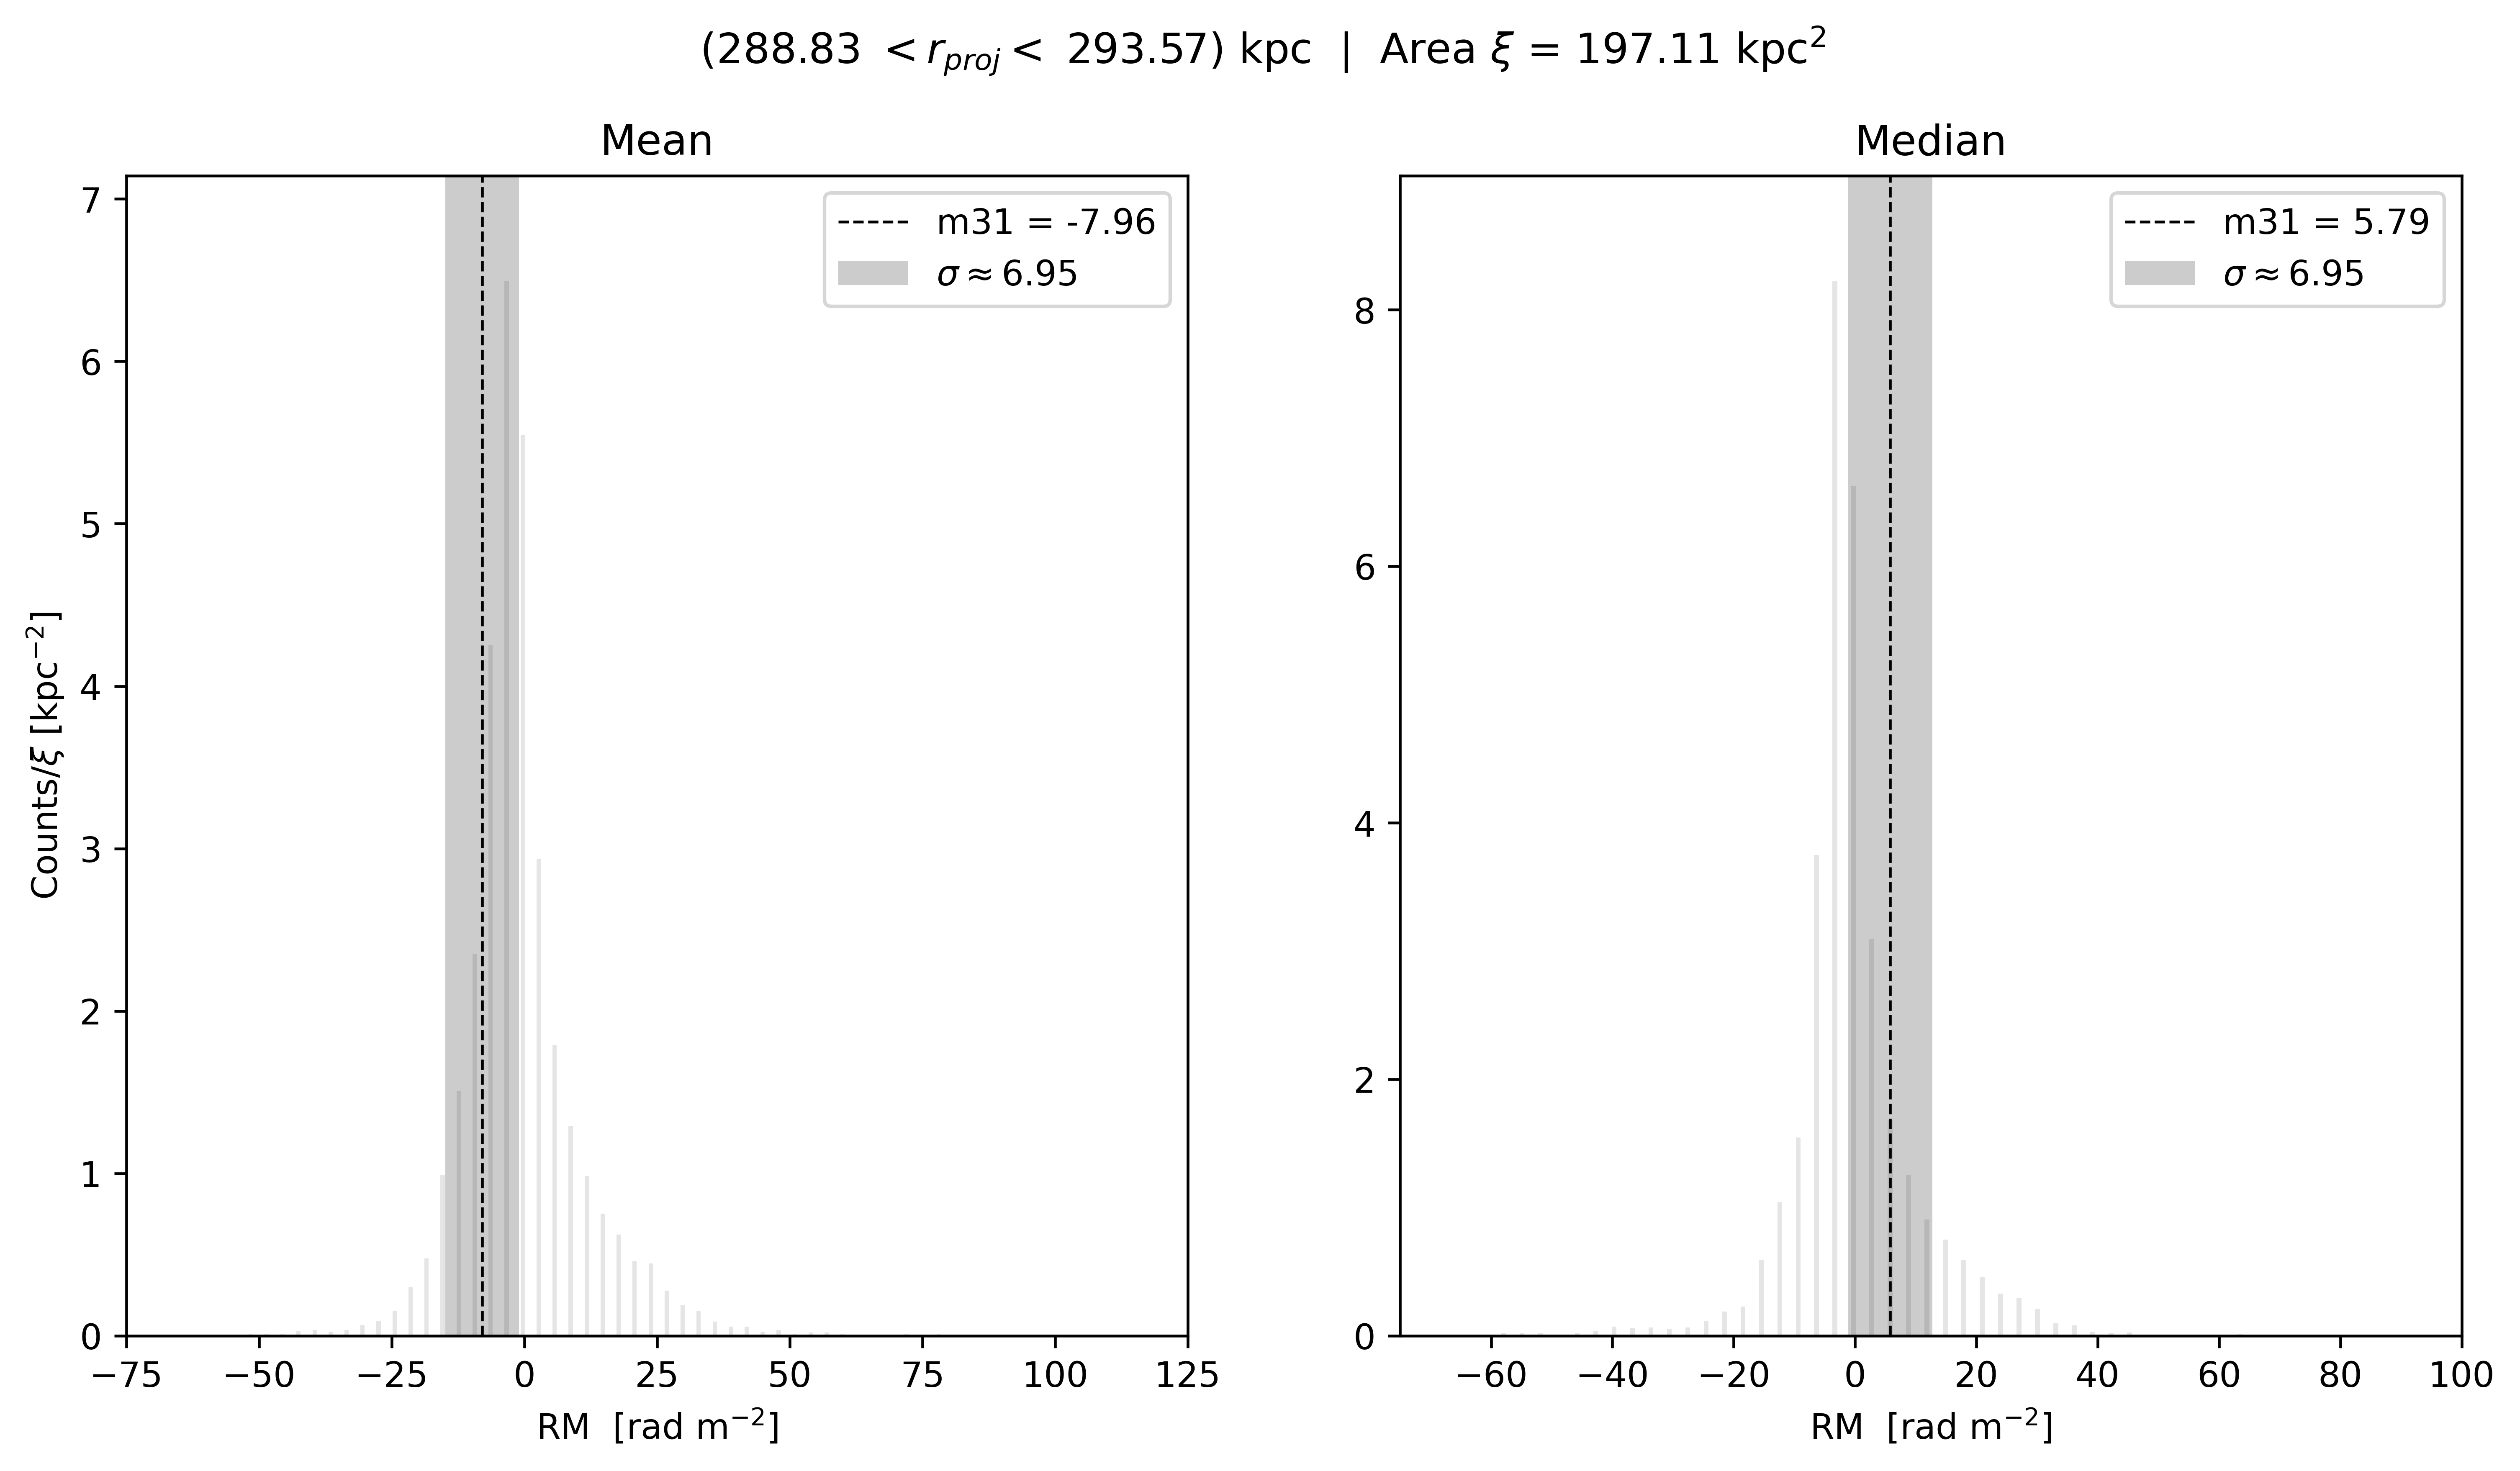 (288.83 < r_proj < 293.57) kpc | Area ξ = 197.11 kpc²
Mean
m31 = -7.96
σ ≈ 6.95
Counts/ξ [kpc⁻²]
7
6
5
4
3
2
1
0
−75 −50 −25 0 25 50 75 100 125
RM [rad m⁻²]
Median
m31 = 5.79
σ ≈ 6.95
8
6
4
2
0
−60 −40 −20 0 20 40 60 80 100
RM [rad m⁻²]